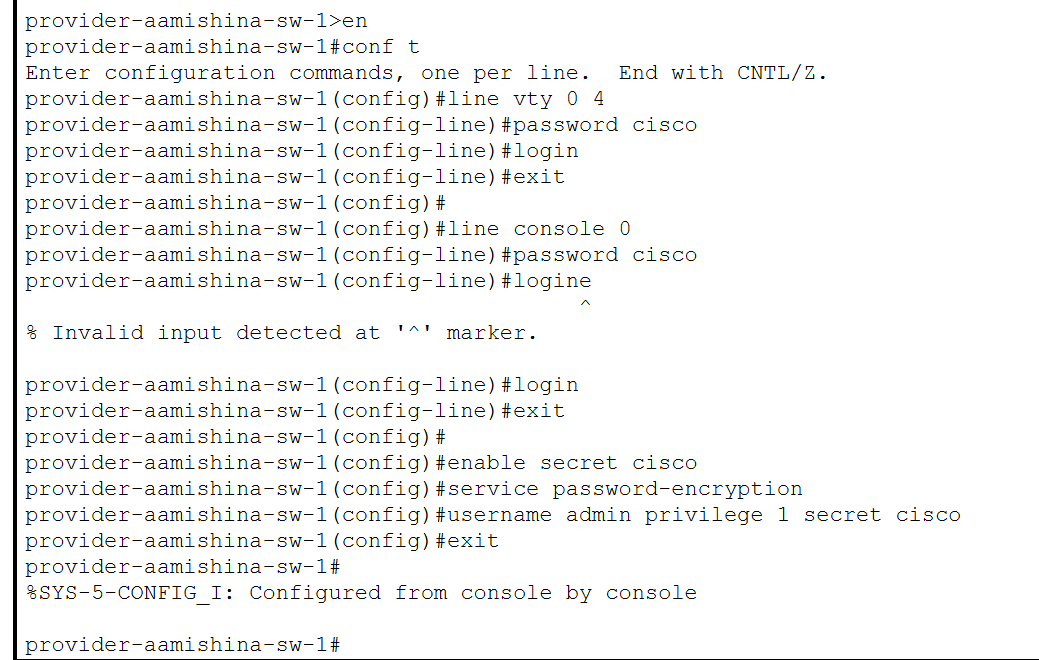 provider-aamishina-sw-1>en
provider-aamishina-sw-1#conf t
Enter configuration commands, one per line.  End with CNTL/Z.
provider-aamishina-sw-1(config)#line vty 0 4
provider-aamishina-sw-1(config-line)#password cisco
provider-aamishina-sw-1(config-line)#login
provider-aamishina-sw-1(config-line)#exit
provider-aamishina-sw-1(config)#
provider-aamishina-sw-1(config)#line console 0
provider-aamishina-sw-1(config-line)#password cisco
provider-aamishina-sw-1(config-line)#logine
^
% Invalid input detected at '^' marker.
provider-aamishina-sw-1(config-line)#login
provider-aamishina-sw-1(config-line)#exit
provider-aamishina-sw-1(config)#
provider-aamishina-sw-1(config)#enable secret cisco
provider-aamishina-sw-1(config)#service password-encryption
provider-aamishina-sw-1(config)#username admin privilege 1 secret cisco
provider-aamishina-sw-1(config)#exit
provider-aamishina-sw-1#
%SYS-5-CONFIG_I: Configured from console by console
provider-aamishina-sw-1#